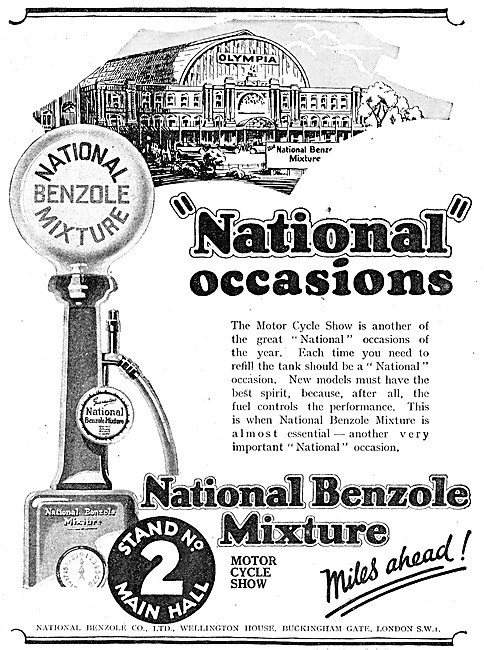 OLYMPIA
National Benz
Mixture
NATIONAL
BENZOLE
MIXTURE
"National"
occasions
The Motor Cycle Show is another of
the great "National" occasions of
the year. Each time you need to
refill the tank should be a "National"
occasion. New models must have the
best spirit, because, after all, the
fuel controls the performance. This
is when National Benzole Mixture is
almost essential — another very
important "National" occasion.
National
Benzole Mixture
National Benzole
Mixture
National Benzole
Mixture
STAND No
2
MAIN HALL
MOTOR
CYCLE
SHOW
Miles ahead!
NATIONAL BENZOLE CO., LTD., WELLINGTON HOUSE, BUCKINGHAM GATE, LONDON S.W.1.